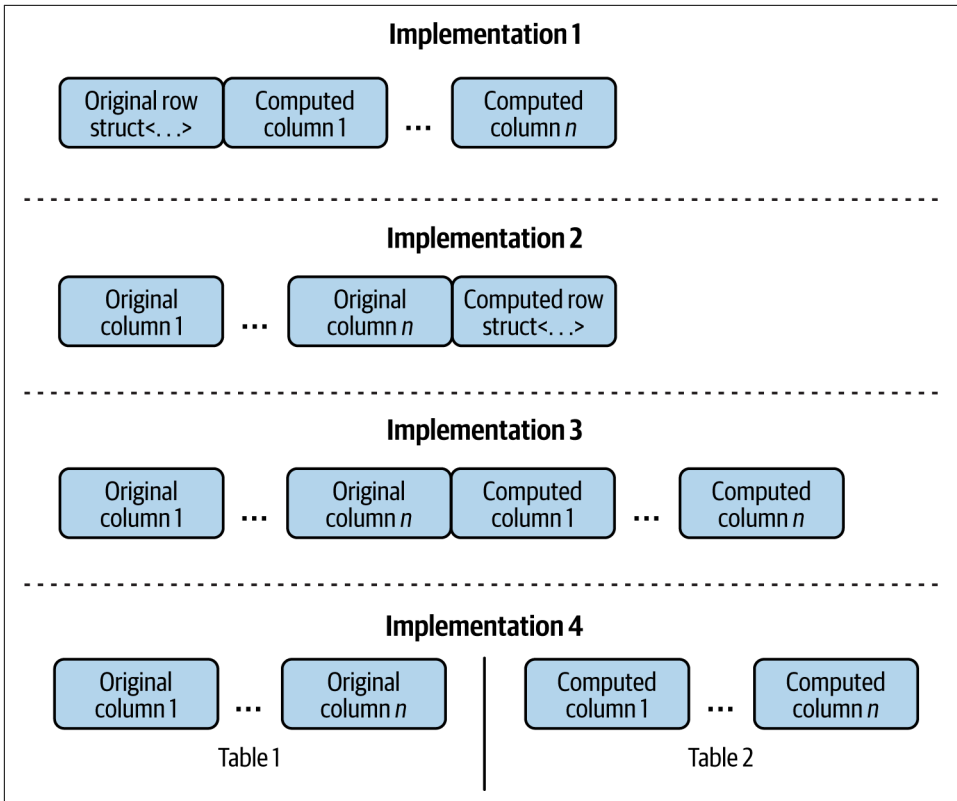 Implementation 1
Original row
struct<. . .>
Computed
column 1
...
Computed
column n
Implementation 2
Original
column 1
...
Original
column n
Computed row
struct<. . .>
Implementation 3
Original
column 1
...
Original
column n
Computed
column 1
...
Computed
column n
Implementation 4
Original
column 1
...
Original
column n
Table 1
Computed
column 1
...
Computed
column n
Table 2